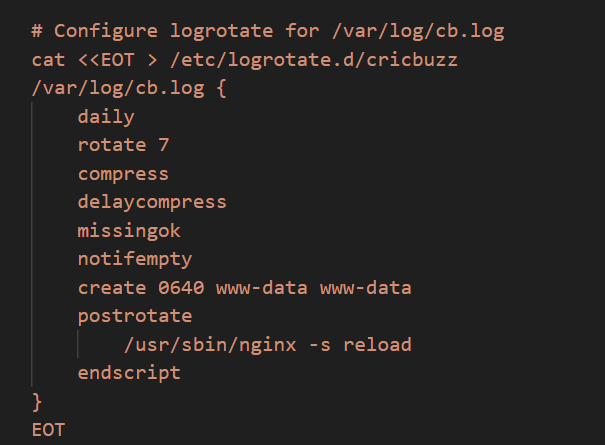 # Configure logrotate for /var/log/cb.log
cat <<EOT > /etc/logrotate.d/cricbuzz
/var/log/cb.log {
    daily
    rotate 7
    compress
    delaycompress
    missingok
    notifempty
    create 0640 www-data www-data
    postrotate
        /usr/sbin/nginx -s reload
    endscript
}
EOT